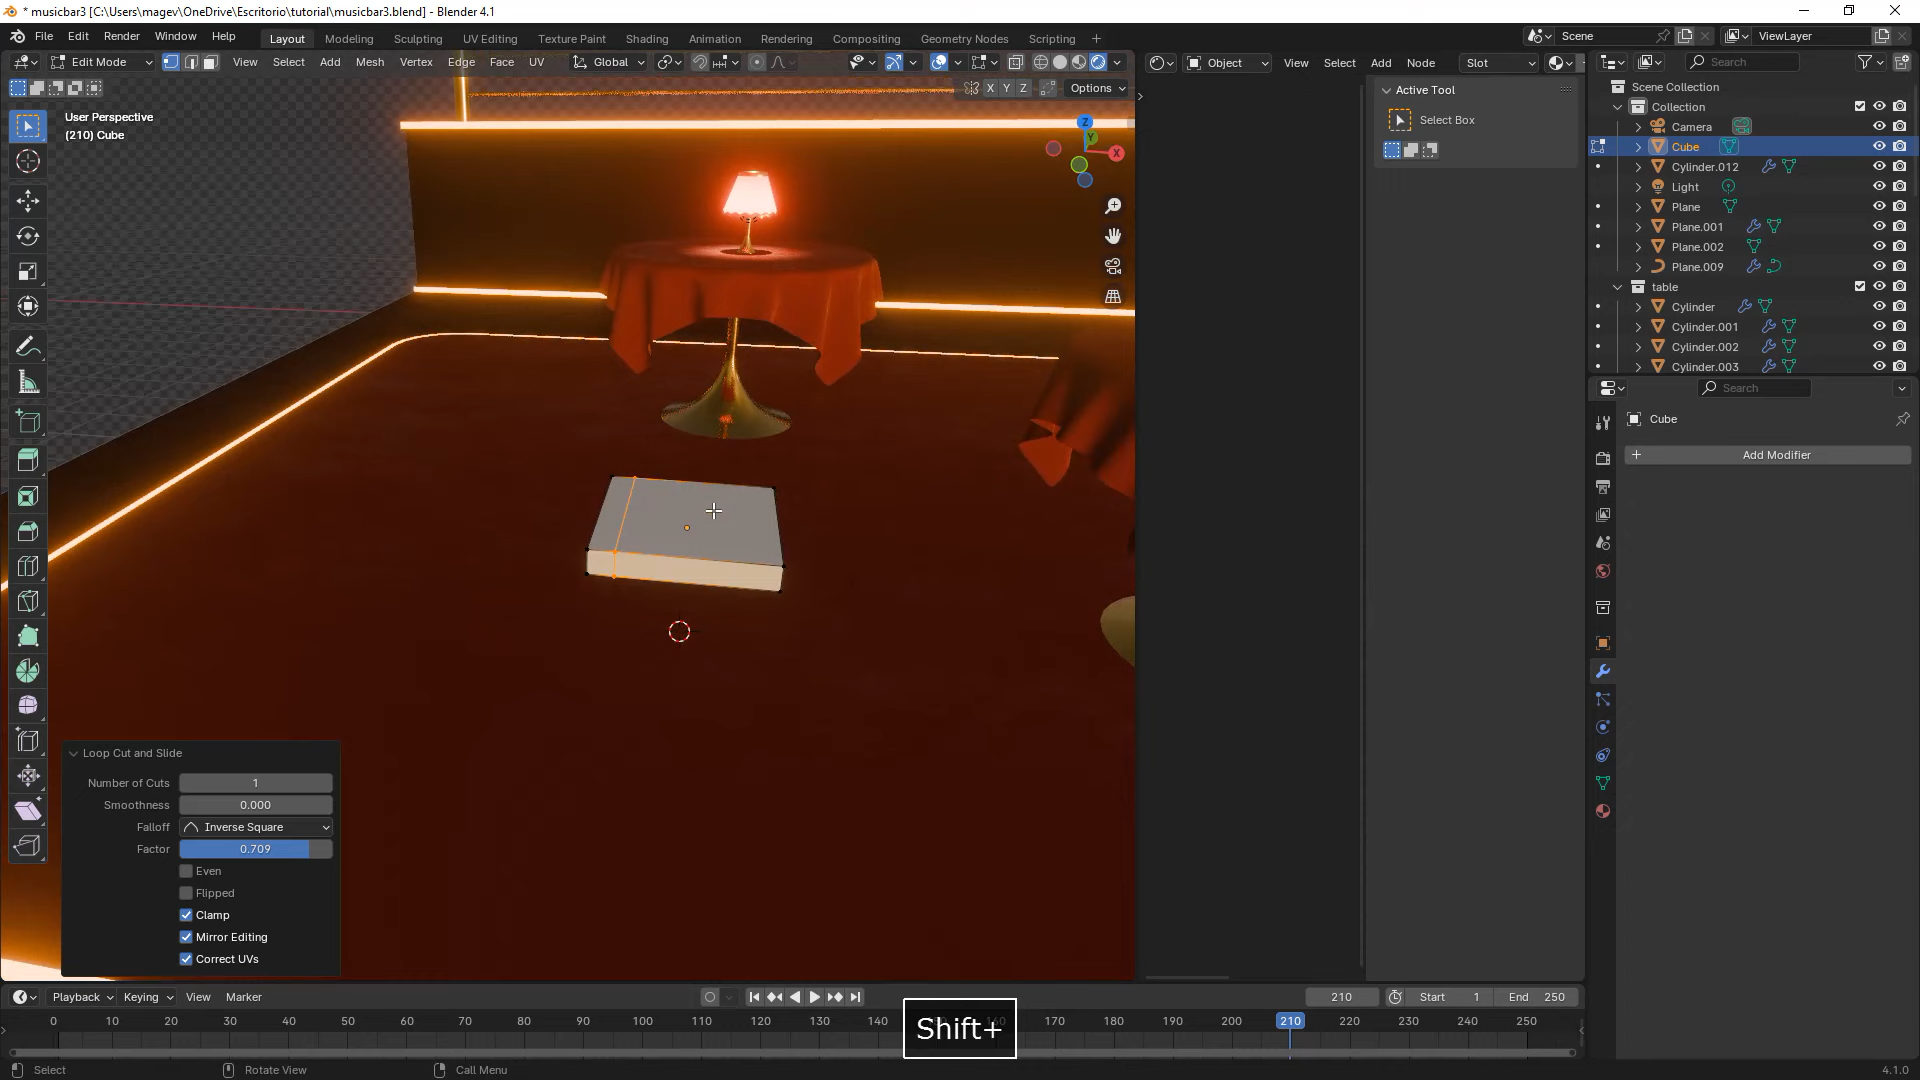 * musicbar3 [C:\Users\magev\OneDrive\Escritorio\tutorial\musicbar3.blend] - Blender 4.1
File Edit Render Window Help Layout Modeling Sculpting UV Editing Texture Paint Shading Animation Rendering Compositing Geometry Nodes Scripting + Scene ViewLayer
Edit Mode View Select Add Mesh Vertex Edge Face UV Global Object View Select Add Node Slot Search
X Y Z Options
User Perspective
(210) Cube
Z
Y
X
Active Tool
Select Box
Scene Collection
Collection
Camera
Cube
Cylinder.012
Light
Plane
Plane.001
Plane.002
Plane.009
table
Cylinder
Cylinder.001
Cylinder.002
Cylinder.003
Search
Cube
Add Modifier
Loop Cut and Slide
Number of Cuts 1
Smoothness 0.000
Falloff Inverse Square
Factor 0.709
Even
Flipped
Clamp
Mirror Editing
Correct UVs
Playback Keying View Marker 210 Start 1 End 250
0 10 20 30 40 50 60 70 80 90 100 110 120 130 140 160 170 180 190 200 210 220 230 240 250
Shift+
Select Rotate View Call Menu 4.1.0